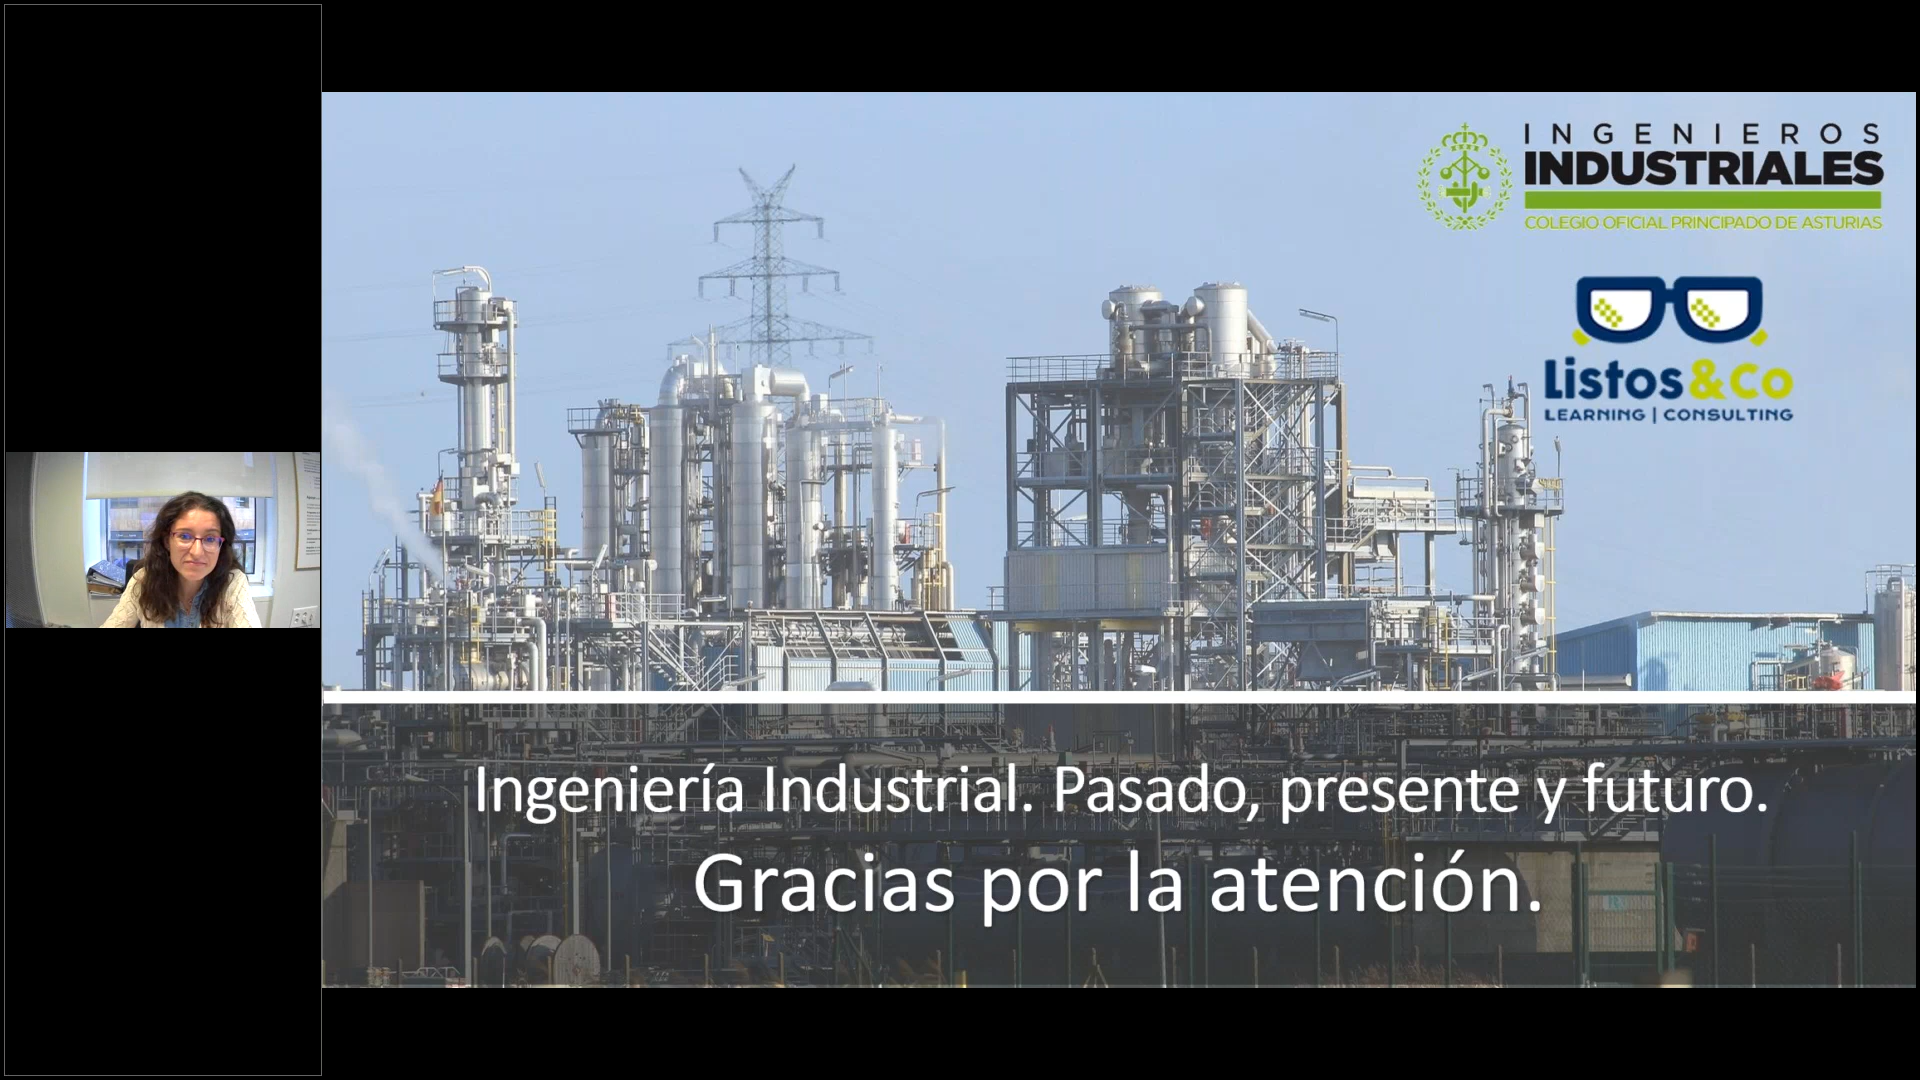 INGENIEROS
INDUSTRIALES
COLEGIO OFICIAL PRINCIPADO DE ASTURIAS
Listos&Co
LEARNING | CONSULTING
Ingeniería Industrial. Pasado, presente y futuro.
Gracias por la atención.